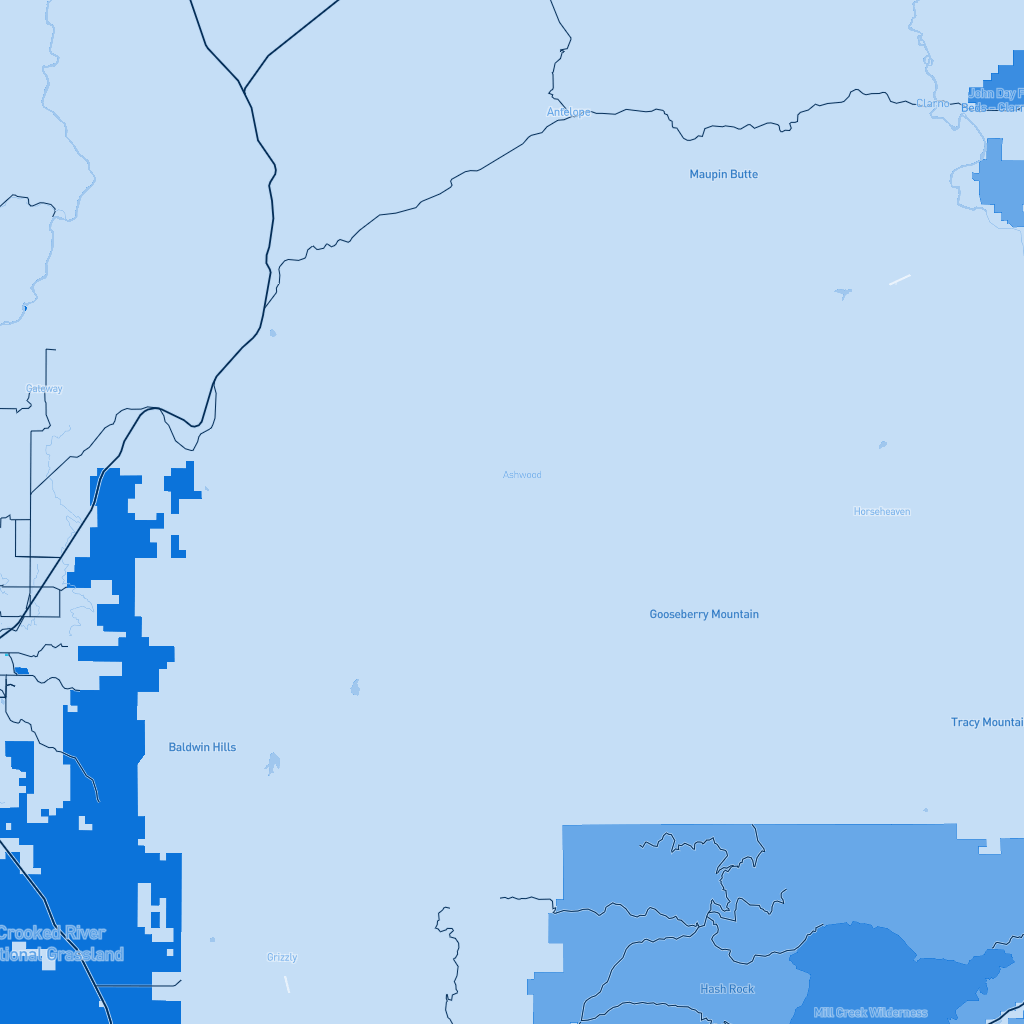 John Day F
Beds - Clarn
Clarno
Antelope
Maupin Butte
Gateway
Ashwood
Horseheaven
Gooseberry Mountain
Tracy Mountai
Baldwin Hills
Crooked River
tional Grassland
Grizzly
Hash Rock
Mill Creek Wilderness